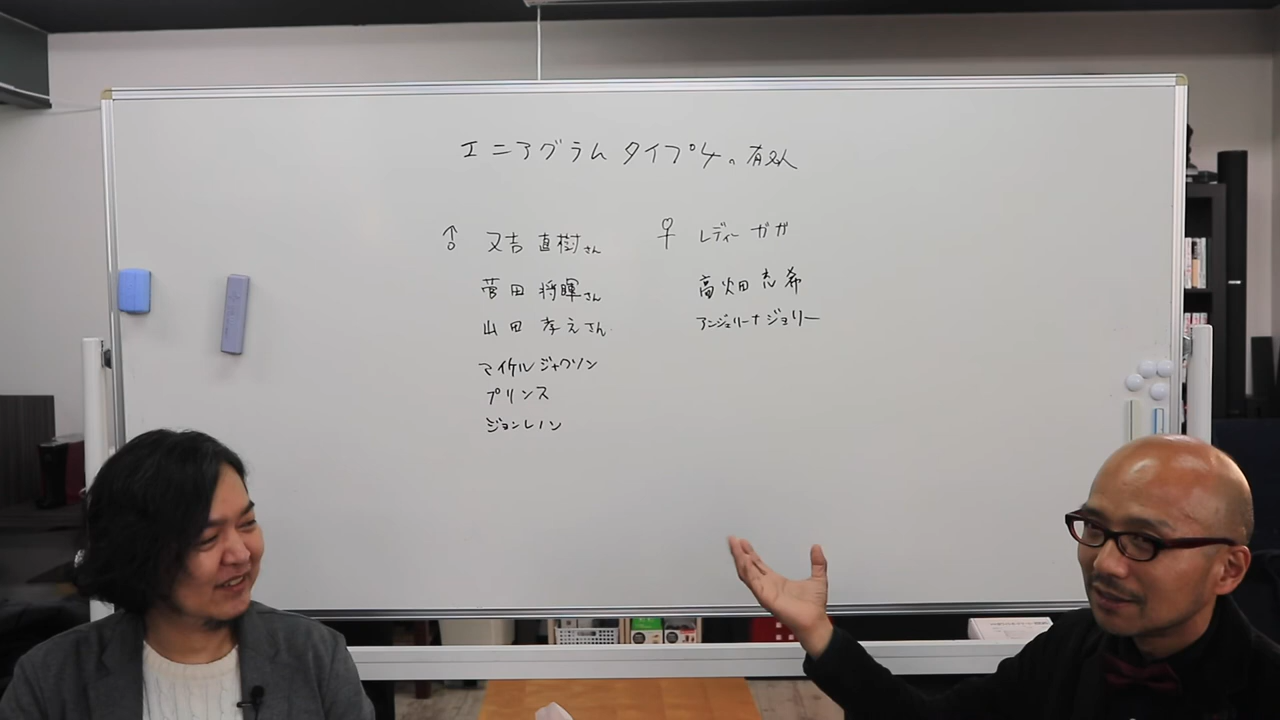 エニアグラム タイプ4の有名人
♂ 又吉 直樹さん
菅田 将暉さん
山田 孝之さん
マイケル ジャクソン
プリンス
ジョンレノン
♀ レディー ガガ
高畑 充希
アンジェリーナ ジョリー